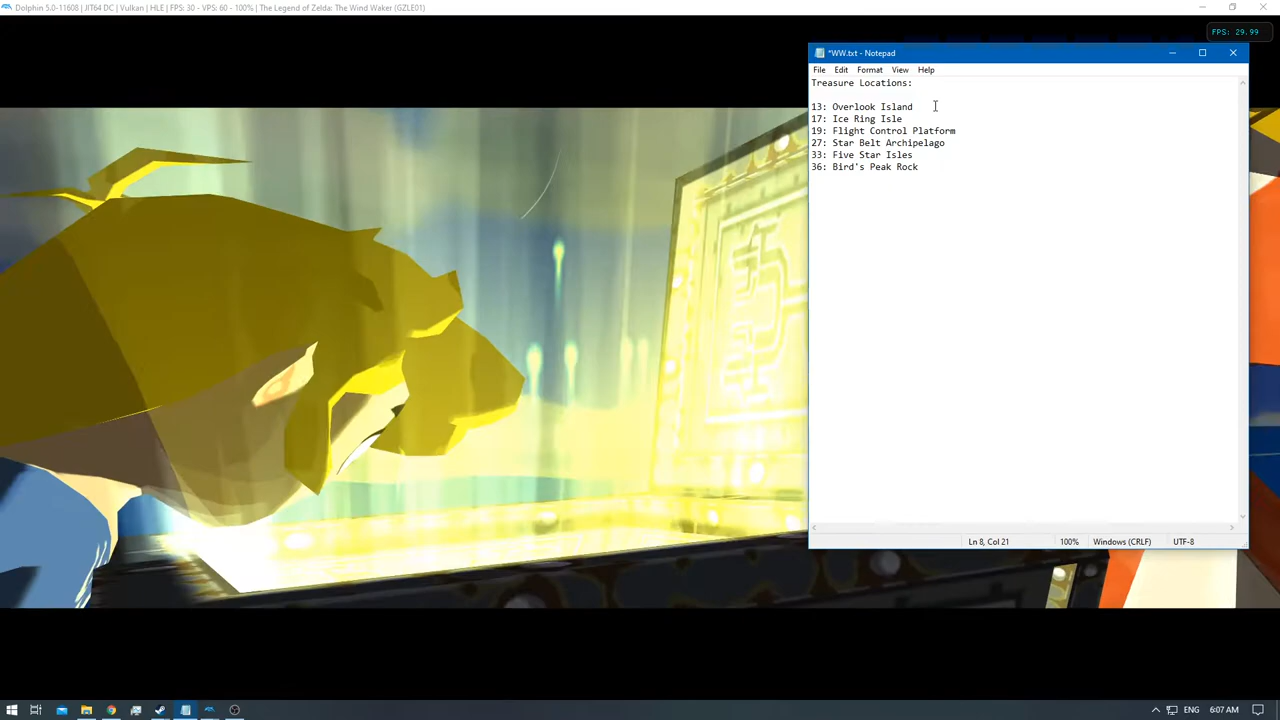 Dolphin 5.0-11608 | JIT64 DC | Vulkan | HLE | FPS: 30 - VPS: 60 - 100% | The Legend of Zelda: The Wind Waker (GZLE01)
FPS: 29.99
*WW.txt - Notepad
File Edit Format View Help
Treasure Locations:
13: Overlook Island
17: Ice Ring Isle
19: Flight Control Platform
27: Star Belt Archipelago
33: Five Star Isles
36: Bird's Peak Rock
Ln 8, Col 21 100% Windows (CRLF) UTF-8
ENG 6:07 AM